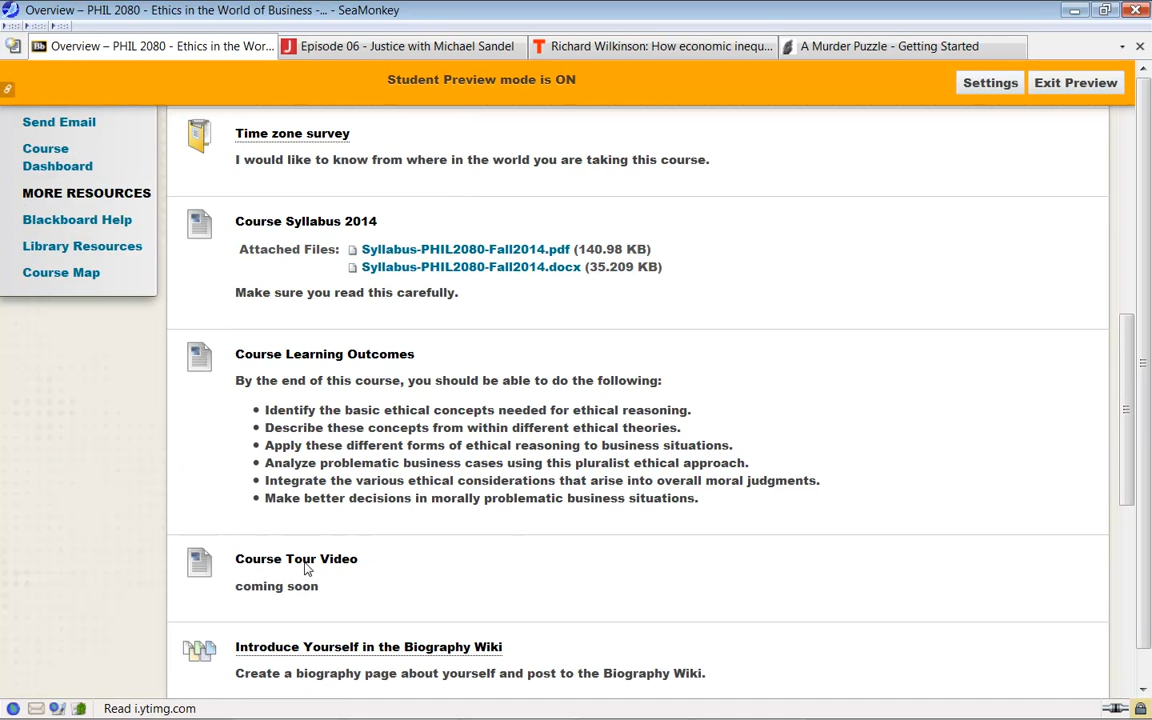 Overview – PHIL 2080 - Ethics in the World of Business -... - SeaMonkey
Bb Overview – PHIL 2080 - Ethics in the Wor...
J Episode 06 - Justice with Michael Sandel
T Richard Wilkinson: How economic inequ...
A Murder Puzzle - Getting Started
Student Preview mode is ON
Settings
Exit Preview
Send Email
Course
Dashboard
MORE RESOURCES
Blackboard Help
Library Resources
Course Map
Time zone survey
I would like to know from where in the world you are taking this course.
Course Syllabus 2014
Attached Files: Syllabus-PHIL2080-Fall2014.pdf (140.98 KB)
Syllabus-PHIL2080-Fall2014.docx (35.209 KB)
Make sure you read this carefully.
Course Learning Outcomes
By the end of this course, you should be able to do the following:
• Identify the basic ethical concepts needed for ethical reasoning.
• Describe these concepts from within different ethical theories.
• Apply these different forms of ethical reasoning to business situations.
• Analyze problematic business cases using this pluralist ethical approach.
• Integrate the various ethical considerations that arise into overall moral judgments.
• Make better decisions in morally problematic business situations.
Course Tour Video
coming soon
Introduce Yourself in the Biography Wiki
Create a biography page about yourself and post to the Biography Wiki.
Read i.ytimg.com